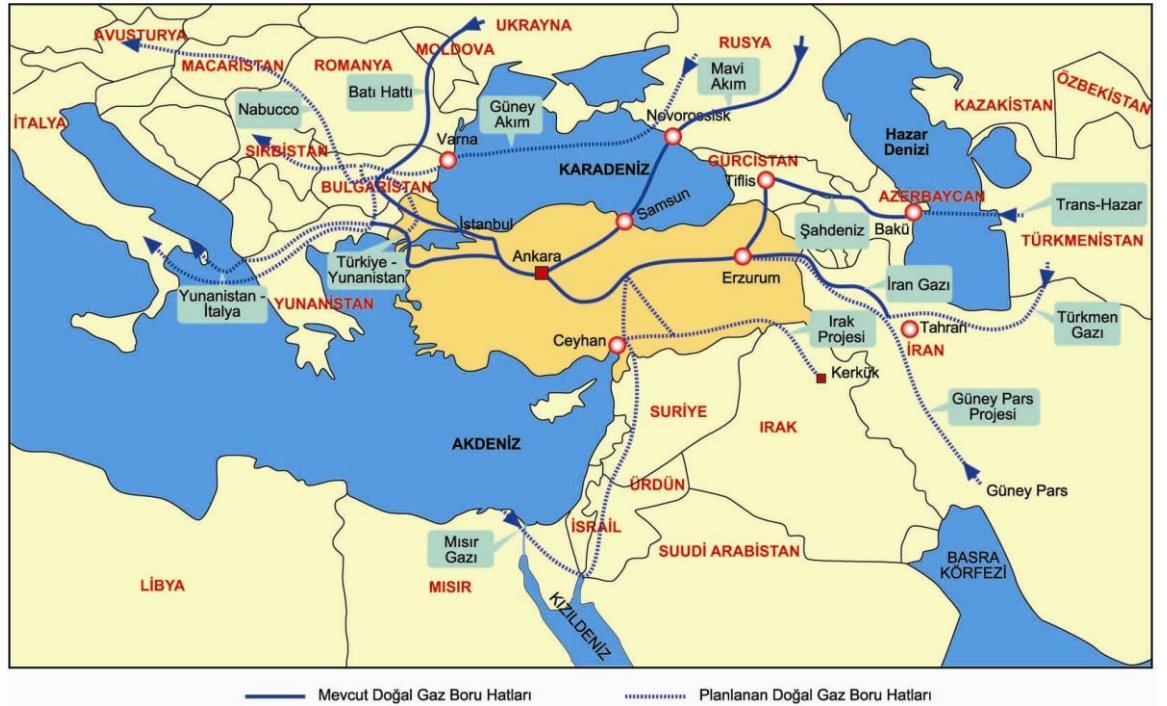 UKRAYNA
AVUSTURYA
MOLDOVA
RUSYA
MACARİSTAN
ROMANYA
Mavi
Akım
ÖZBEKİSTAN
Batı Hattı
KAZAKİSTAN
Nabucco
Güney
Akım
İTALYA
Novorossisk
Hazar
Denizi
Varna
SIRBİSTAN
KARADENİZ
GÜRCİSTAN
Tiflis
BULGARİSTAN
AZERBAYCAN
Samsun
Trans-Hazar
İstanbul
Şahdeniz
Bakü
TÜRKMENİSTAN
Ankara
Türkiye -
Yunanistan
Erzurum
İran Gazı
Yunanistan -
İtalya
YUNANİSTAN
Türkmen
Gazı
Irak
Projesi
Tahran
Ceyhan
İRAN
Kerkük
SURİYE
Güney Pars
Projesi
IRAK
AKDENİZ
ÜRDÜN
Güney Pars
İSRAİL
Mısır
Gazı
SUUDİ ARABİSTAN
BASRA
KÖRFEZİ
LİBYA
MISIR
KIZILDENİZ
Mevcut Doğal Gaz Boru Hatları
Planlanan Doğal Gaz Boru Hatları